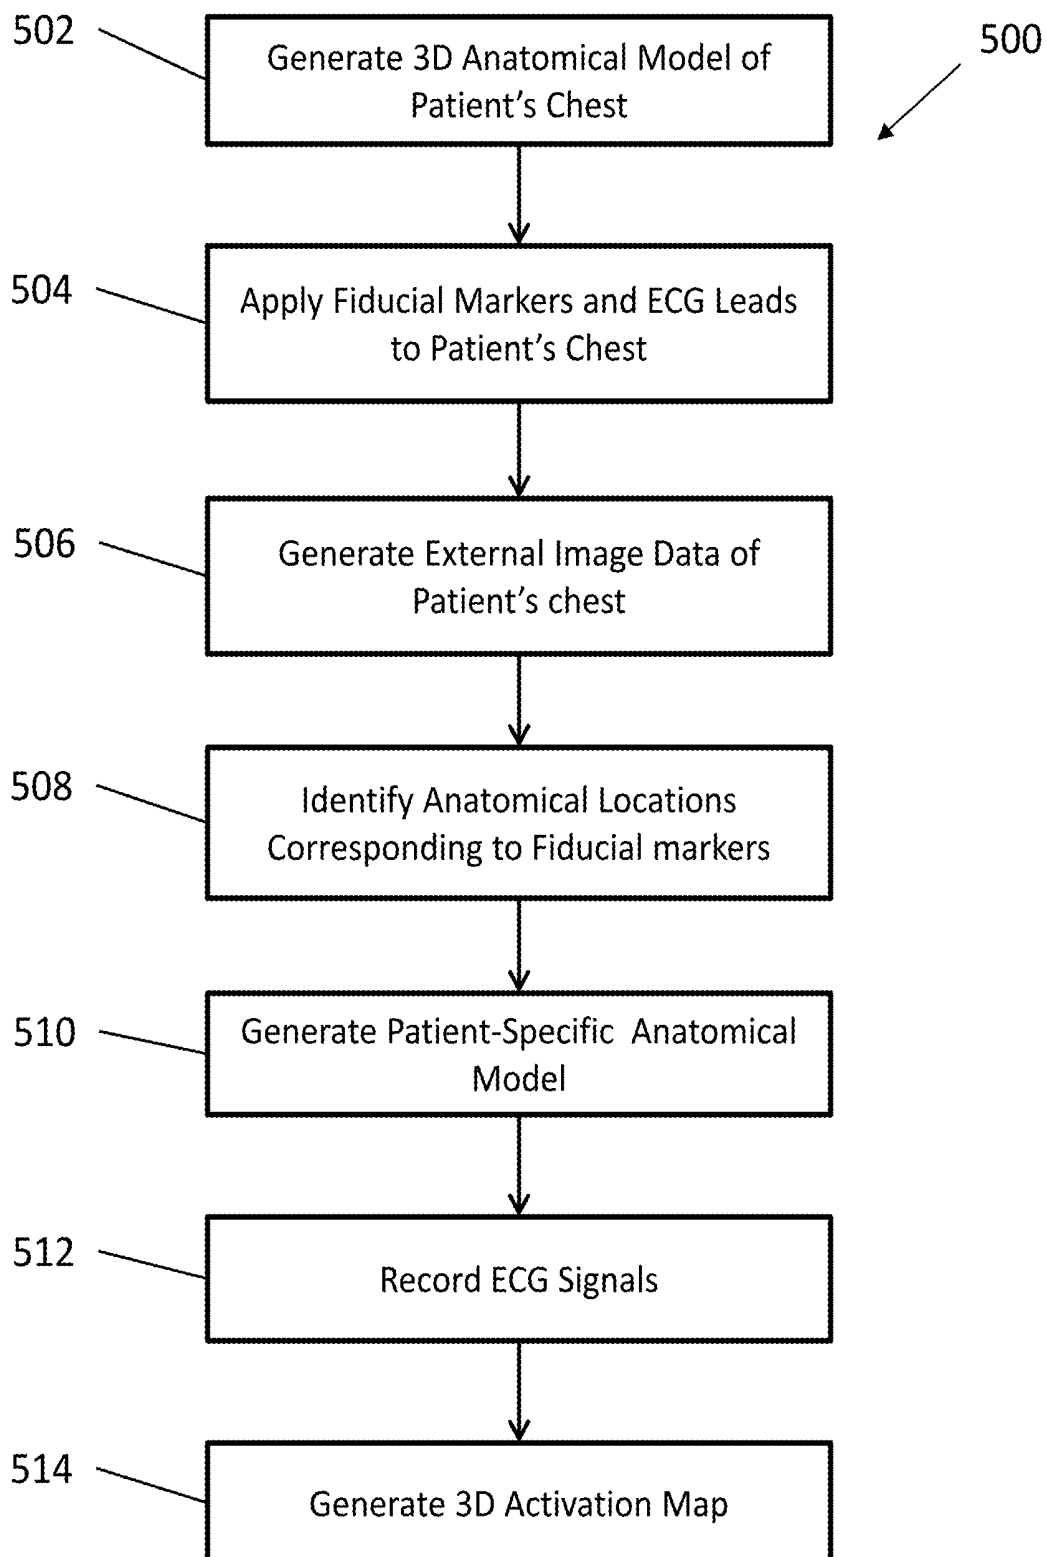 502
500
Generate 3D Anatomical Model of
Patient’s Chest
504
Apply Fiducial Markers and ECG Leads
to Patient’s Chest
506
Generate External Image Data of
Patient’s chest
508
Identify Anatomical Locations
Corresponding to Fiducial markers
510
Generate Patient-Specific Anatomical
Model
512
Record ECG Signals
514
Generate 3D Activation Map